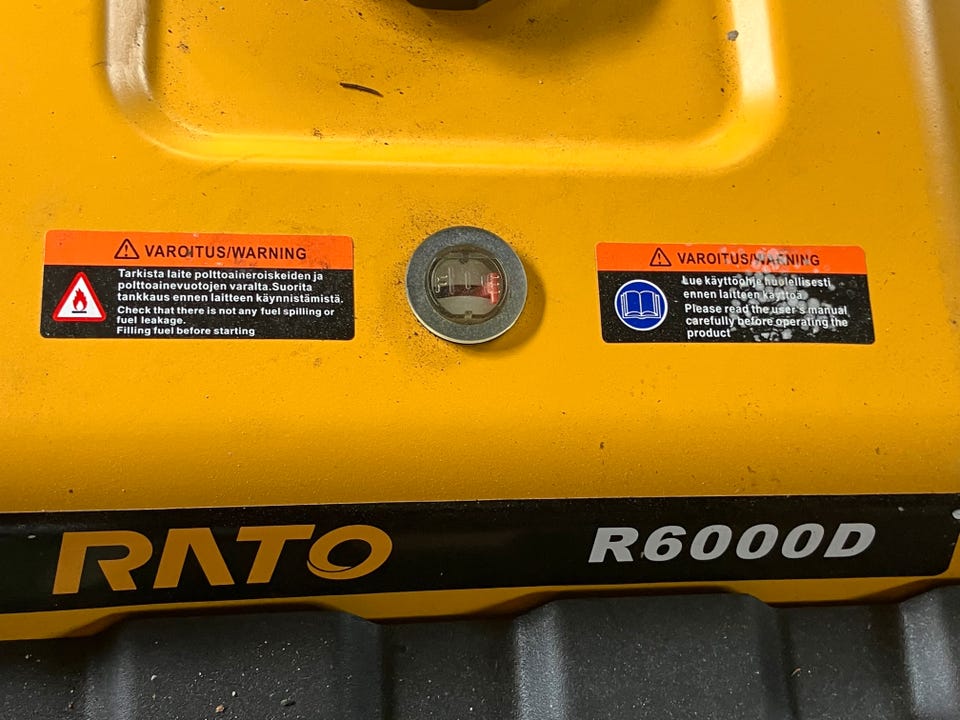 VAROITUS/WARNING
Tarkista laite polttoaineroiskeiden ja
polttoainevuotojen varalta.Suorita
tankkaus ennen laitteen käynnistämistä.
Check that there is not any fuel spilling or
fuel leakage.
Filling fuel before starting
VAROITUS/WARNING
Lue käyttöohje huolellisesti
ennen laitteen käyttöä.
Please read the user's manual
carefully before operating the
product
RATO
R6000D